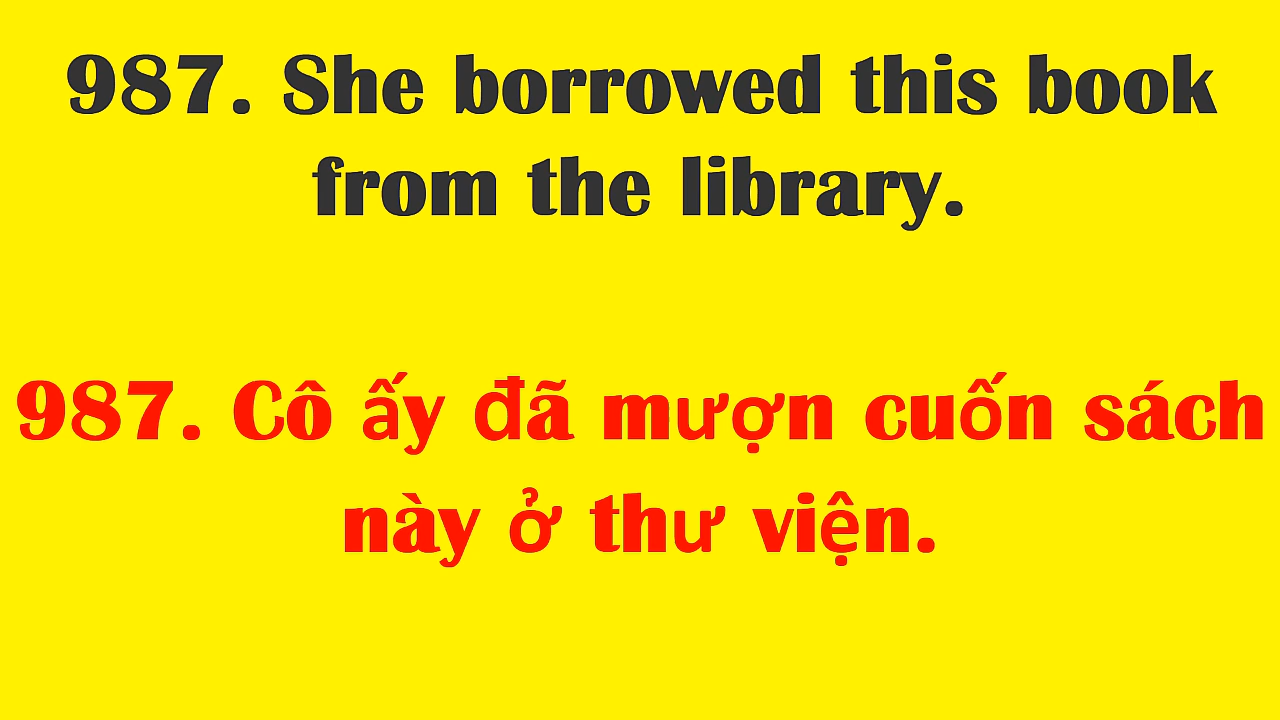 987. She borrowed this book
from the library.
987. Cô ấy đã mượn cuốn sách
này ở thư viện.